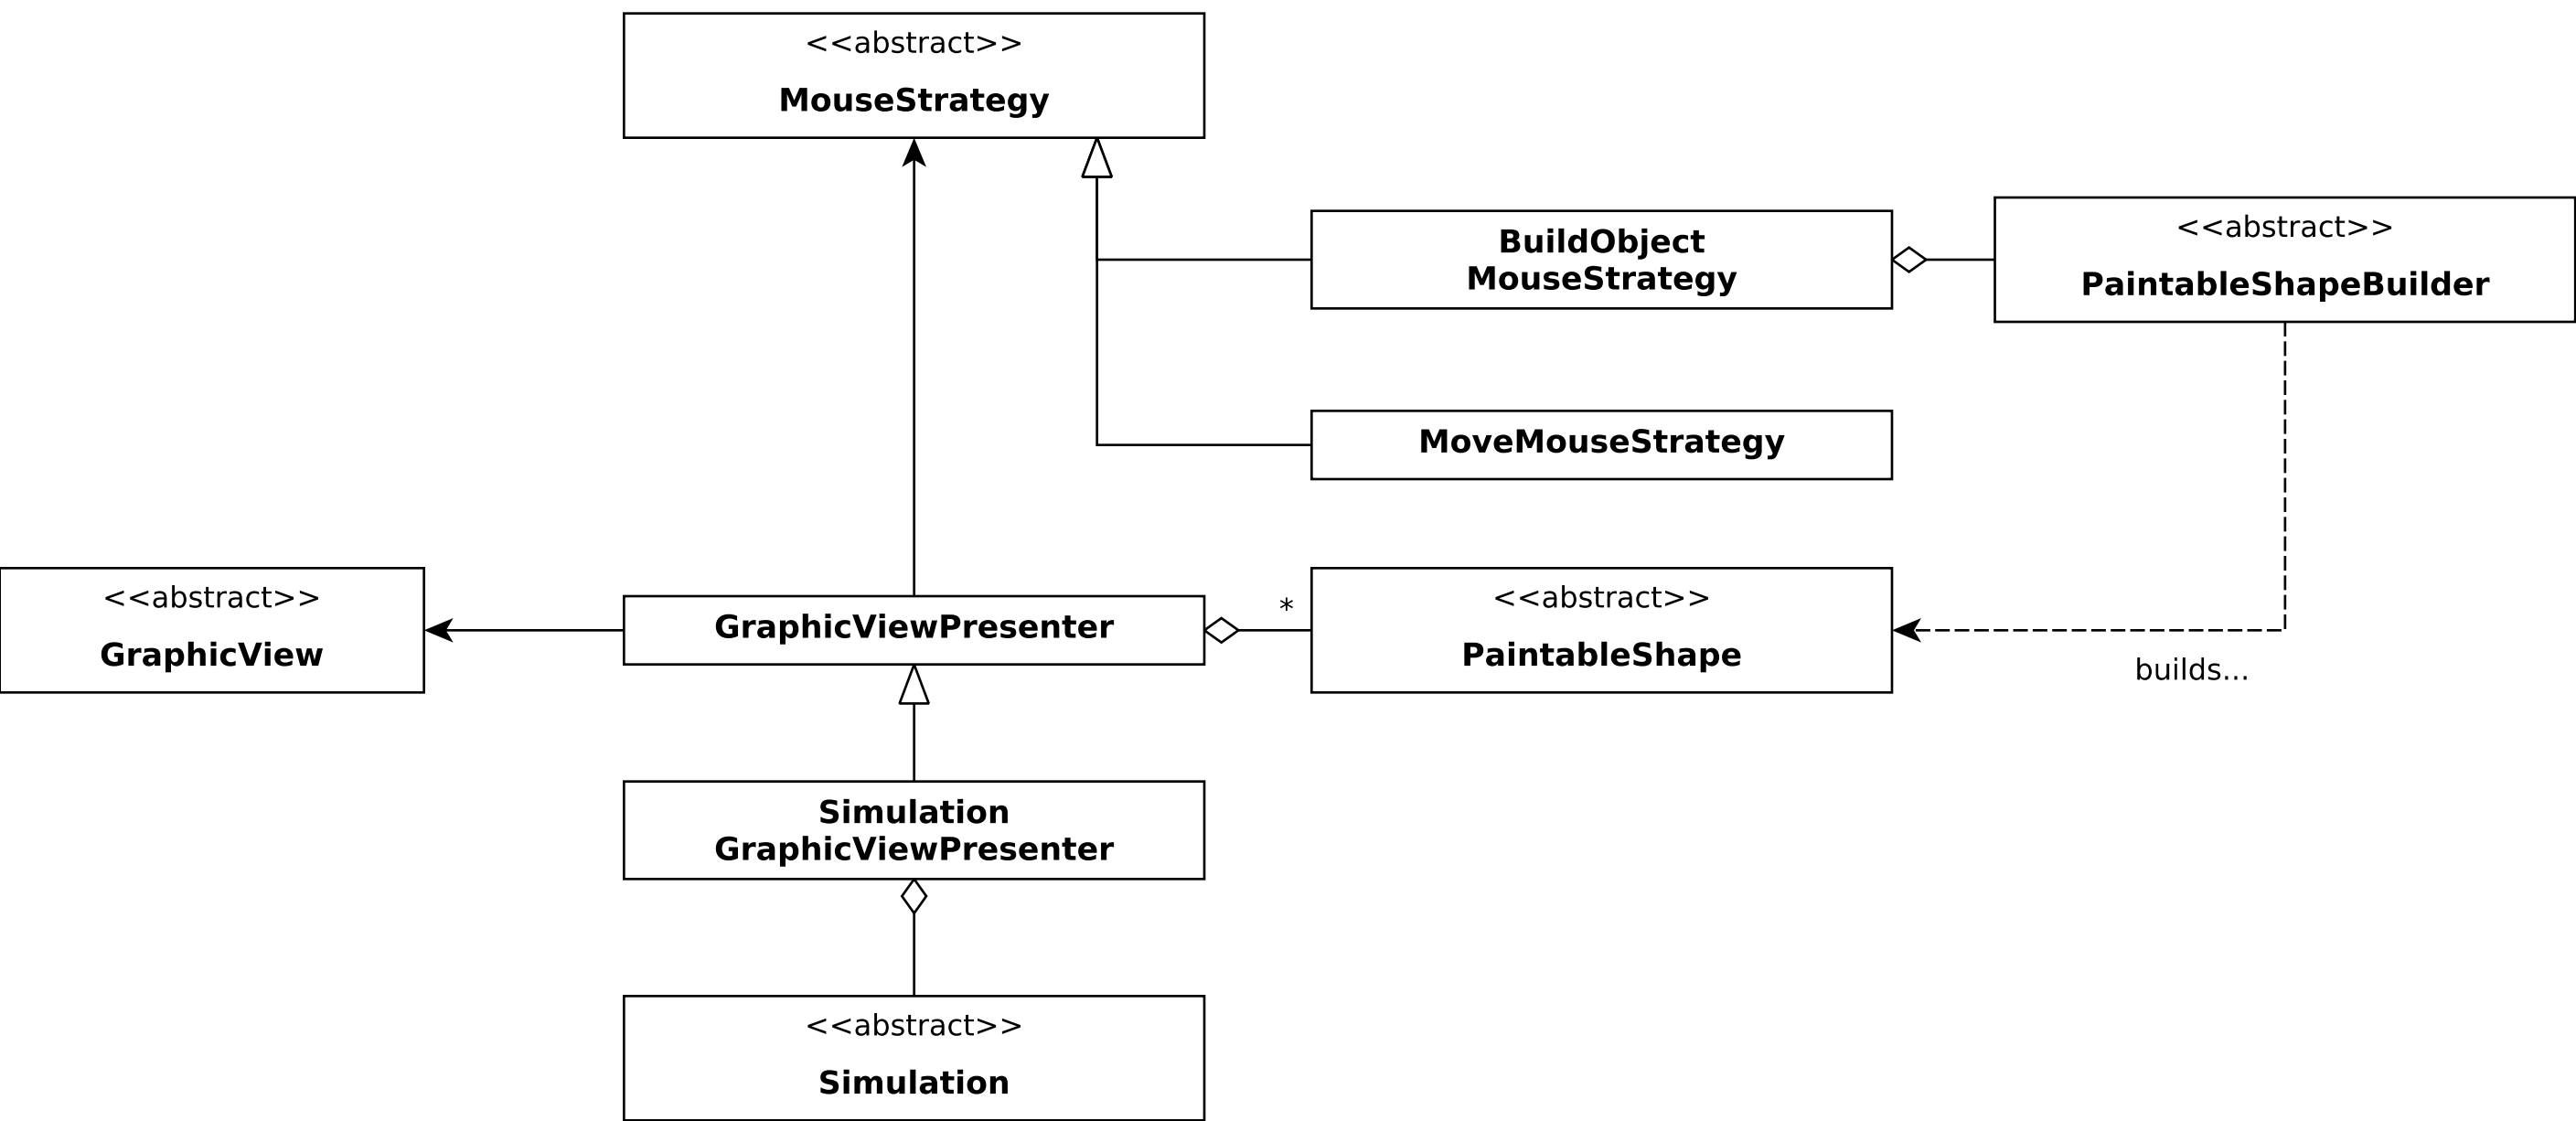 <<abstract>>
MouseStrategy
BuildObject
MouseStrategy
<<abstract>>
PaintableShapeBuilder
MoveMouseStrategy
<<abstract>>
GraphicView
GraphicViewPresenter
*
<<abstract>>
PaintableShape
builds...
Simulation
GraphicViewPresenter
<<abstract>>
Simulation